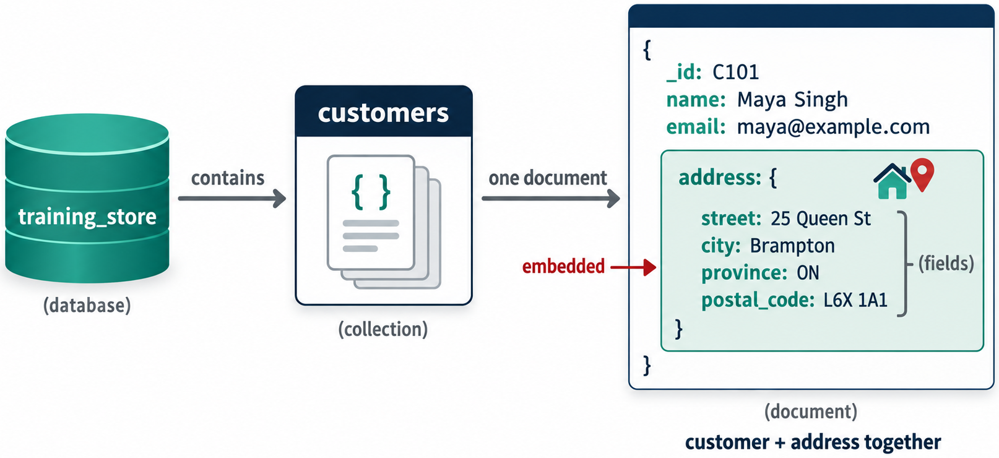 training_store
(database)
contains
customers
{ }
(collection)
one document
{
_id: C101
name: Maya Singh
email: maya@example.com
address: {
street: 25 Queen St
city: Brampton
province: ON
postal_code: L6X 1A1
(fields)
}
}
embedded
(document)
customer + address together